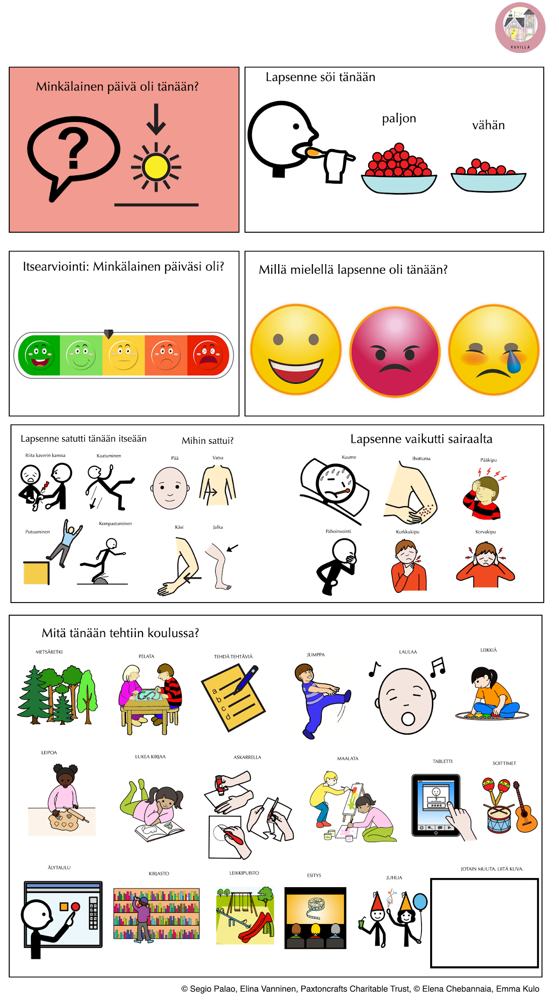 KUVILLA
Minkälainen päivä oli tänään?
?
Lapsenne söi tänään
paljon
vähän
Itsearviointi: Minkälainen päiväsi oli?
Millä mielellä lapsenne oli tänään?
Lapsenne satutti tänään itseään
Mihin sattui?
Lapsenne vaikutti sairaalta
Riita kaverin kanssa
Kaatuminen
Pää
Vatsa
Kuume
Ihottuma
Pääkipu
Putoaminen
Kompastuminen
Käsi
Jalka
Pahoinvointi
Kurkkukipu
Korvakipu
Mitä tänään tehtiin koulussa?
METSÄRETKI
PELATA
TEHDÄ TEHTÄVIÄ
JUMPPA
LAULAA
LEIKKIÄ
a
b
c
d
LEIPOA
LUKEA KIRJAA
ASKARRELLA
MAALATA
TABLETTI
SOITTIMET
_ ? _
****
ÄLYTAULU
KIRJASTO
LEIKKIPUISTO
ESITYS
JUHLIA
JOTAIN MUUTA. LIITÄ KUVA.
© Segio Palao, Elina Vanninen, Paxtoncrafts Charitable Trust, © Elena Chebannaia, Emma Kulo